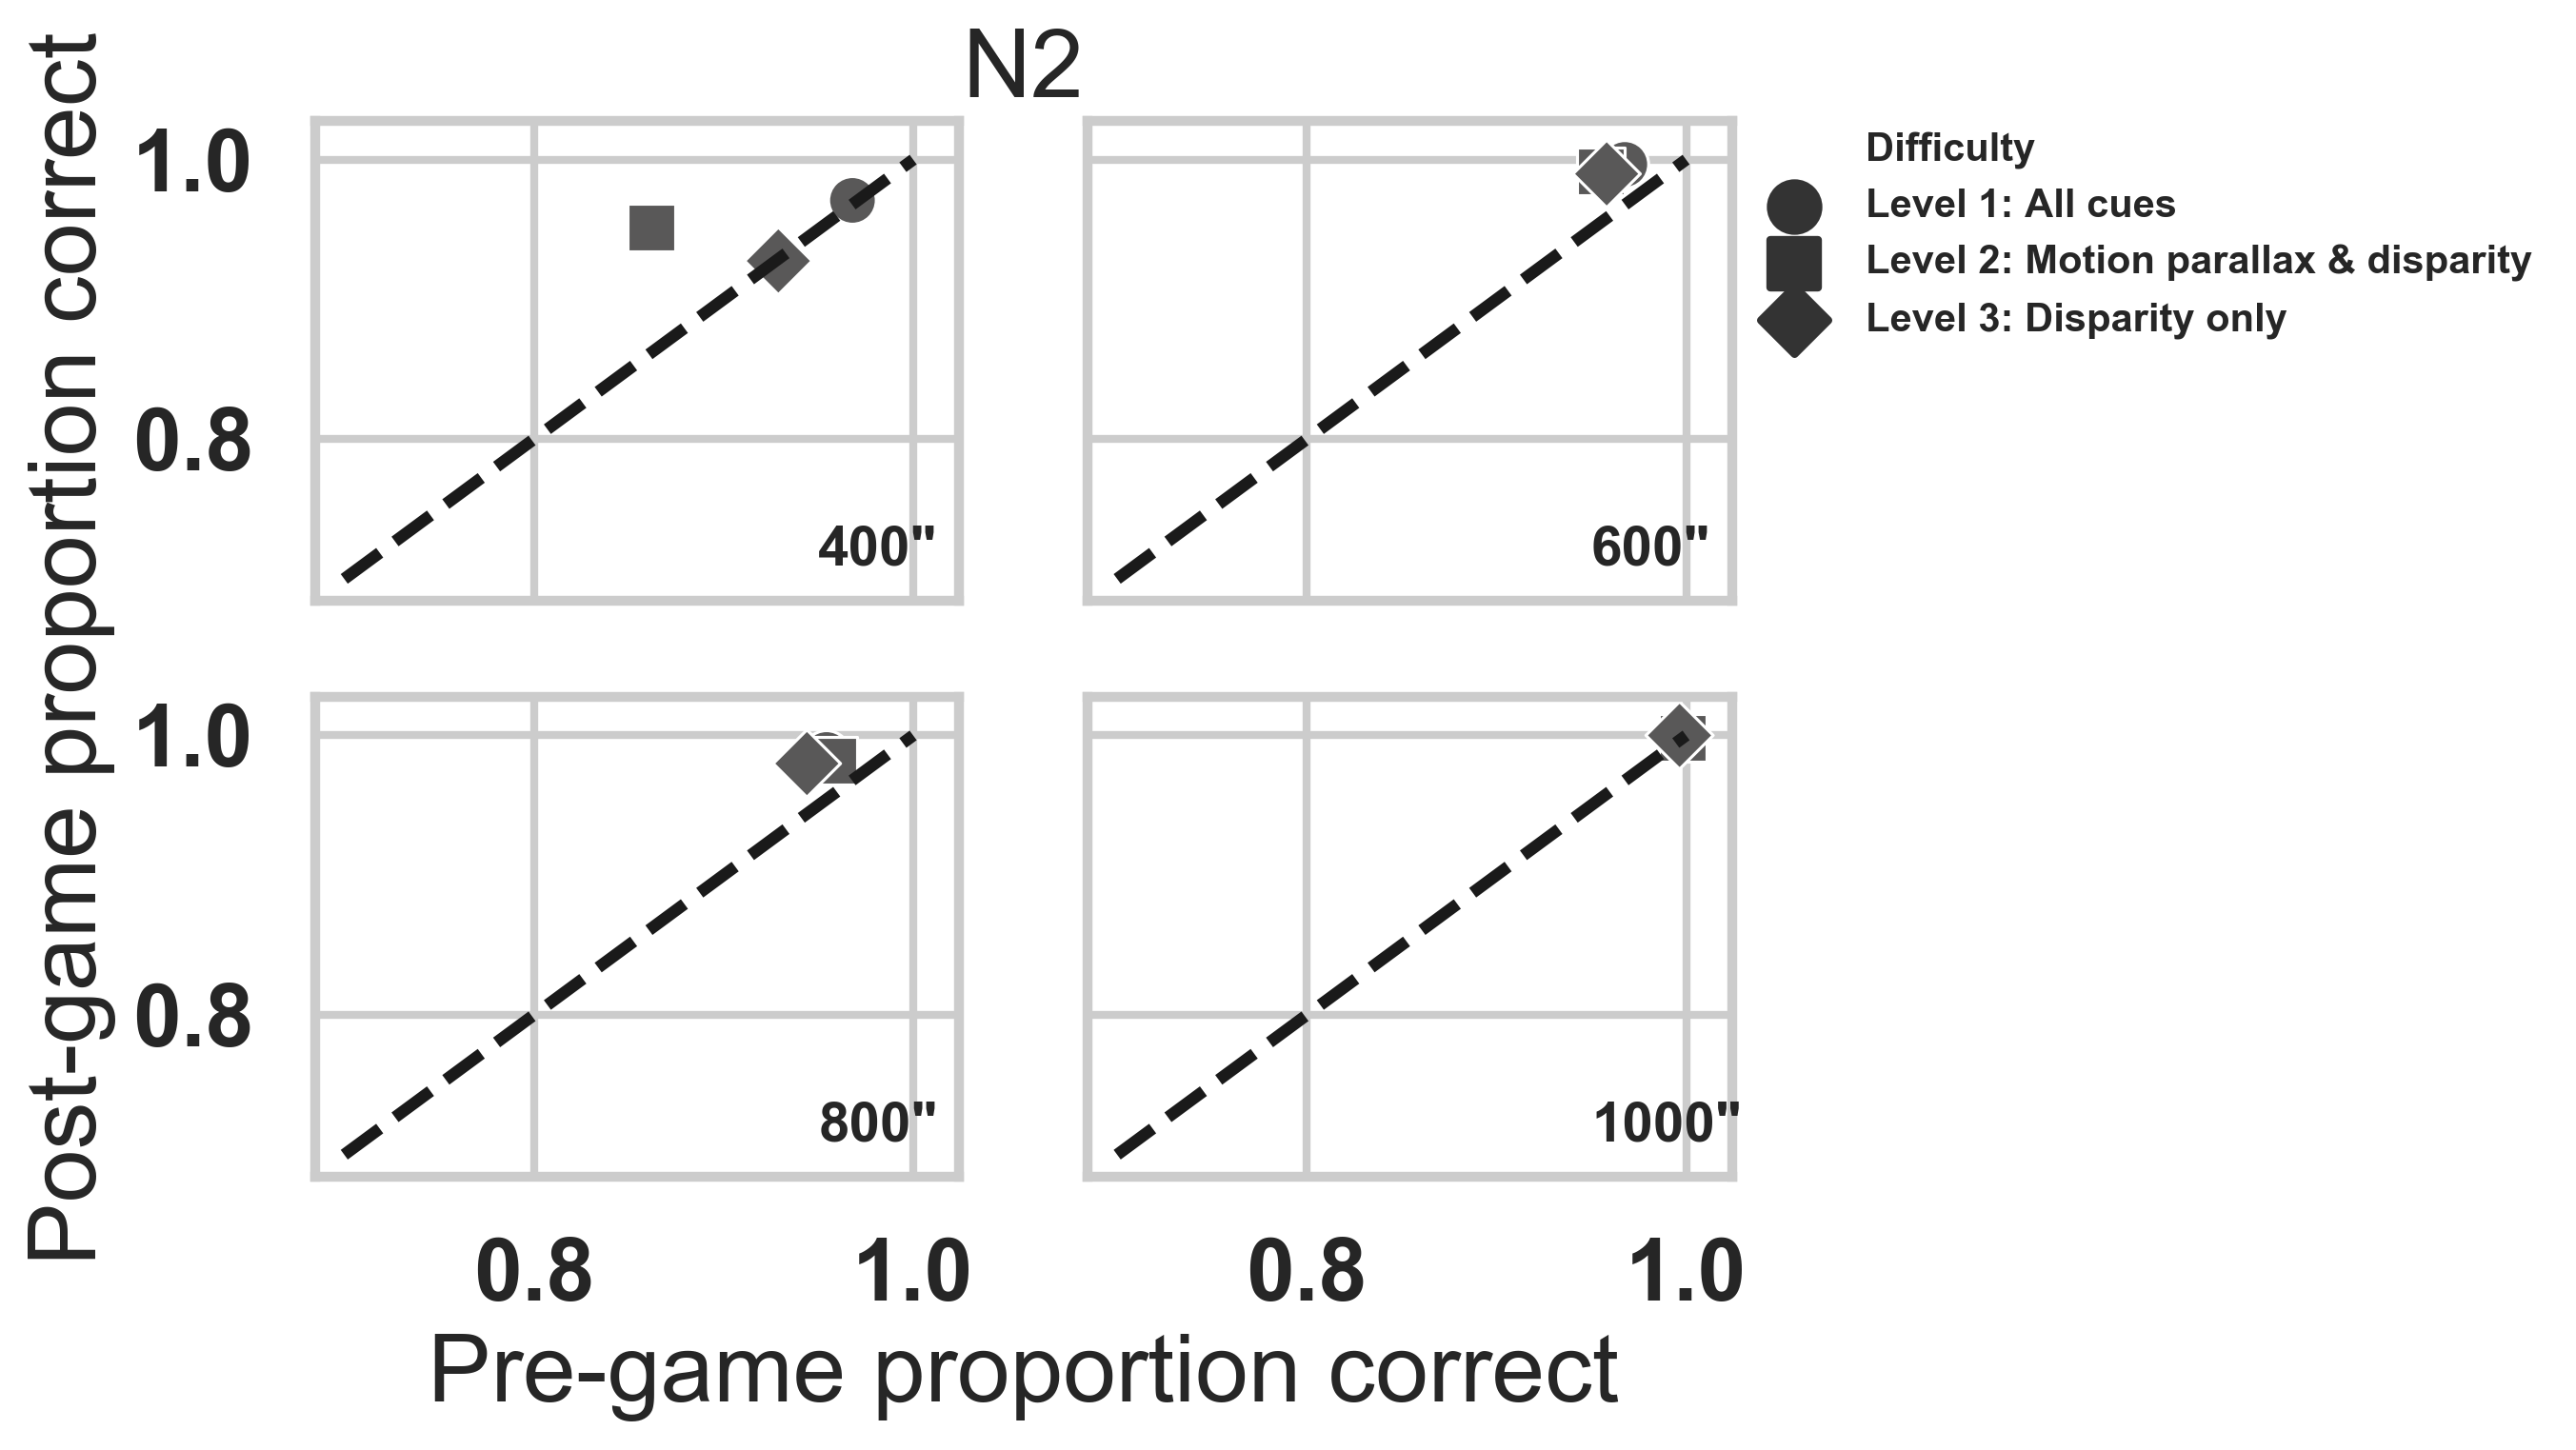 N2
Post-game proportion correct
1.0
0.8
400"
600"
Difficulty
Level 1: All cues
Level 2: Motion parallax & disparity
Level 3: Disparity only
1.0
0.8
800"
1000"
0.8
1.0
0.8
1.0
Pre-game proportion correct